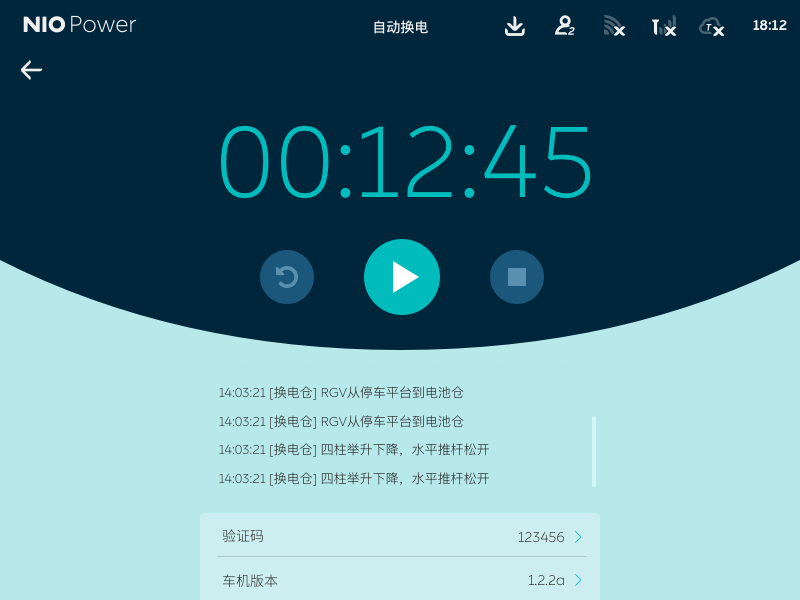 NIO Power
自动换电
2
T
T
18:12
00:12:45
14:03:21 [换电仓] RGV从停车平台到电池仓
14:03:21 [换电仓] RGV从停车平台到电池仓
14:03:21 [换电仓] 四柱举升下降，水平推杆松开
14:03:21 [换电仓] 四柱举升下降，水平推杆松开
验证码 123456
车机版本 1.2.2a